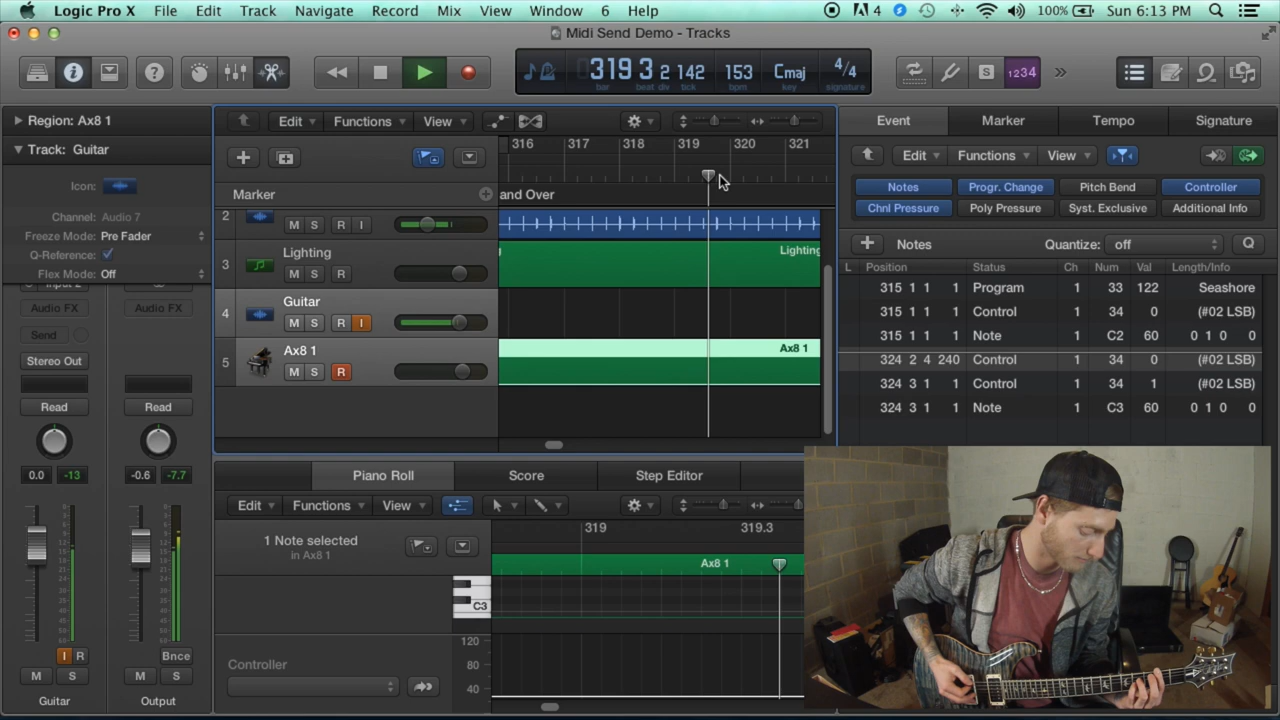 Logic Pro X File Edit Track Navigate Record Mix View Window 6 Help 4 100% Sun 6:13 PM
Midi Send Demo - Tracks
319 3 2 142 153 Cmaj 4/4
bar beat div tick bpm key signature
S 1234
Region: Ax8 1
Track: Guitar
Icon:
Channel: Audio 7
Freeze Mode: Pre Fader
Q-Reference:
Flex Mode: Off
Audio FX Audio FX
Send
Stereo Out
Read Read
0.0 -13 -0.6 -7.7
I R Bnce
M S M S
Guitar Output
Edit Functions View
316 317 318 319 320 321
Marker and Over
2 M S R I
3 Lighting M S R Lighting
4 Guitar M S R I
5 Ax8 1 M S R Ax8 1
Piano Roll Score Step Editor
Edit Functions View
319 319.3
1 Note selected
in Ax8 1
Ax8 1
C3
120
80
40
Controller
Event Marker Tempo Signature
Edit Functions View
Notes Progr. Change Pitch Bend Controller
Chnl Pressure Poly Pressure Syst. Exclusive Additional Info
Notes Quantize: off Q
L Position Status Ch Num Val Length/Info
315 1 1 1 Program 1 33 122 Seashore
315 1 1 1 Control 1 34 0 (#02 LSB)
315 1 1 1 Note 1 C2 60 0 1 0 0
324 2 4 240 Control 1 34 0 (#02 LSB)
324 3 1 1 Control 1 34 1 (#02 LSB)
324 3 1 1 Note 1 C3 60 0 1 0 0